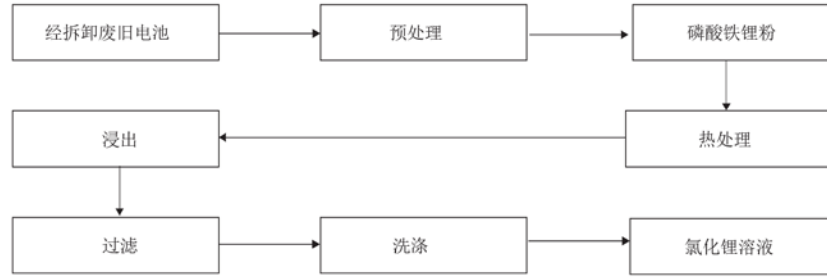 经拆卸废旧电池
预处理
磷酸铁锂粉
热处理
浸出
过滤
洗涤
氯化锂溶液